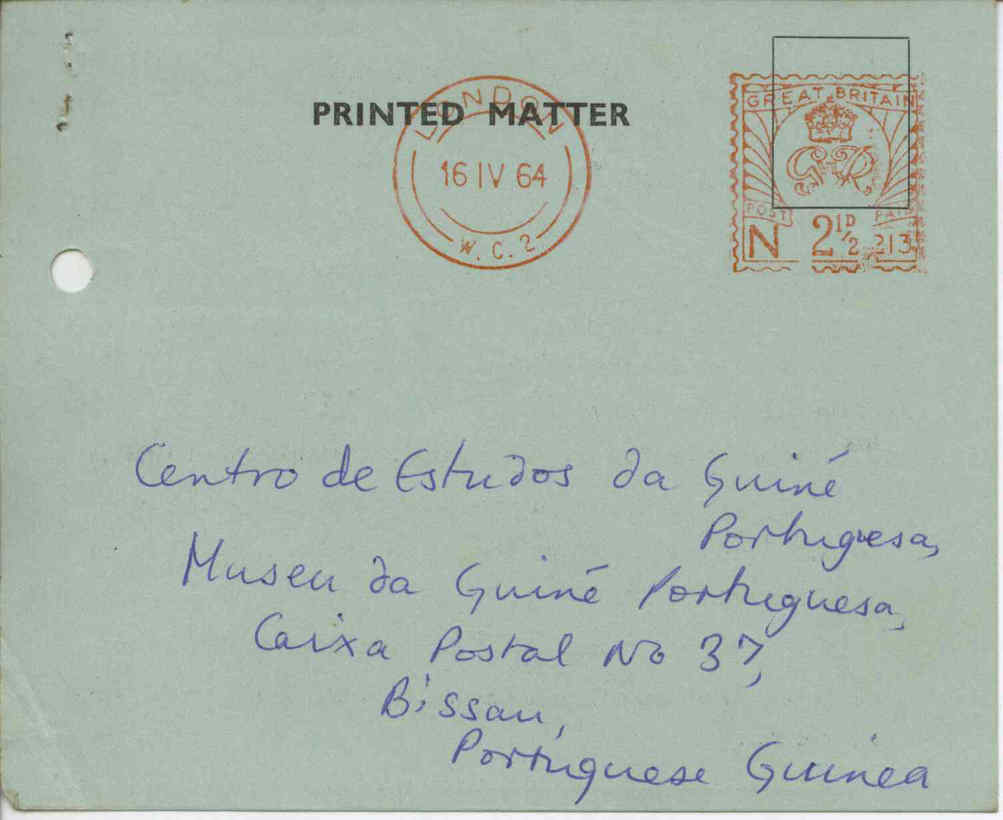 PRINTED MATTER
LONDON
16 IV 64
W.C.2
GREAT BRITAIN
GR
POST PAID
N 2½D 213
Centro de Estudos da Guiné
Portugesa,
Museu da Guiné Portuguesa,
Caixa Postal No 37,
Bissau,
Portuguese Guinea